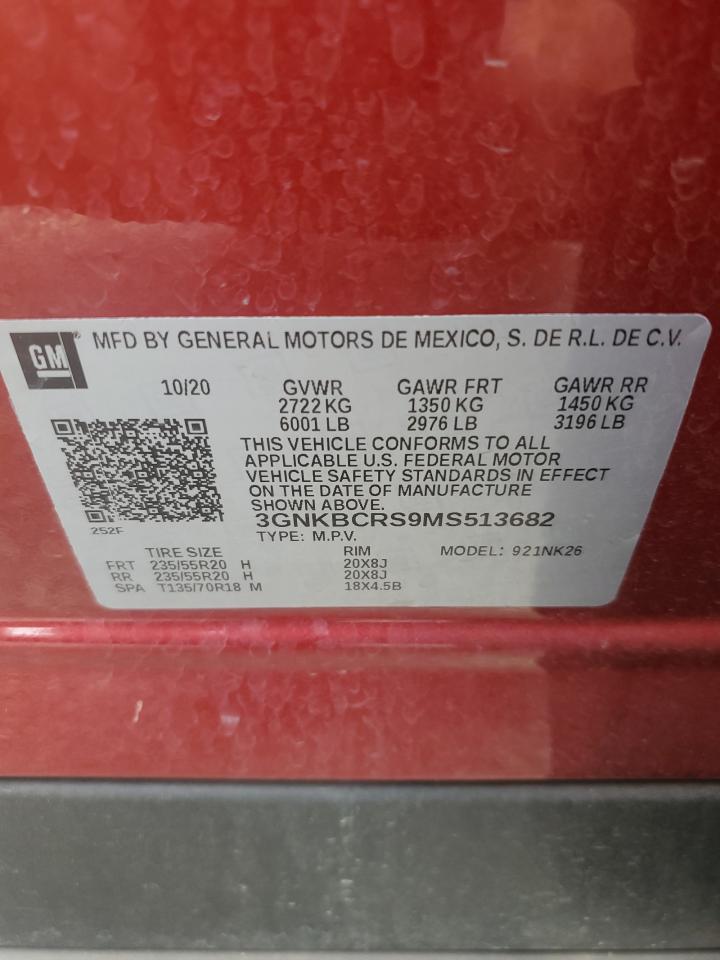 GM
MFD BY GENERAL MOTORS DE MEXICO, S. DE R.L. DE C.V.
10/20 GVWR GAWR FRT GAWR RR
2722 KG 1350 KG 1450 KG
6001 LB 2976 LB 3196 LB
THIS VEHICLE CONFORMS TO ALL
APPLICABLE U.S. FEDERAL MOTOR
VEHICLE SAFETY STANDARDS IN EFFECT
ON THE DATE OF MANUFACTURE
SHOWN ABOVE.
3GNKBCRS9MS513682
252F TYPE: M.P.V.
TIRE SIZE RIM MODEL: 921NK26
FRT 235/55R20 H 20X8J
RR 235/55R20 H 20X8J
SPA T135/70R18 M 18X4.5B